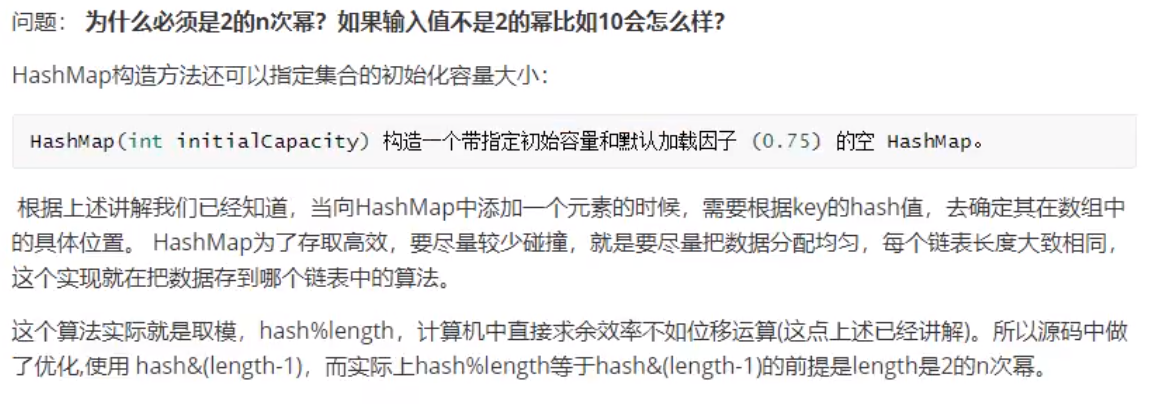 问题： 为什么必须是2的n次幂？如果输入值不是2的幂比如10会怎么样？
HashMap构造方法还可以指定集合的初始化容量大小：
HashMap(int initialCapacity) 构造一个带指定初始容量和默认加载因子 (0.75) 的空 HashMap。
根据上述讲解我们已经知道，当向HashMap中添加一个元素的时候，需要根据key的hash值，去确定其在数组中
的具体位置。 HashMap为了存取高效，要尽量较少碰撞，就是要尽量把数据分配均匀，每个链表长度大致相同，
这个实现就在把数据存到哪个链表中的算法。
这个算法实际就是取模，hash%length，计算机中直接求余效率不如位移运算(这点上述已经讲解)。所以源码中做
了优化,使用 hash&(length-1)，而实际上hash%length等于hash&(length-1)的前提是length是2的n次幂。